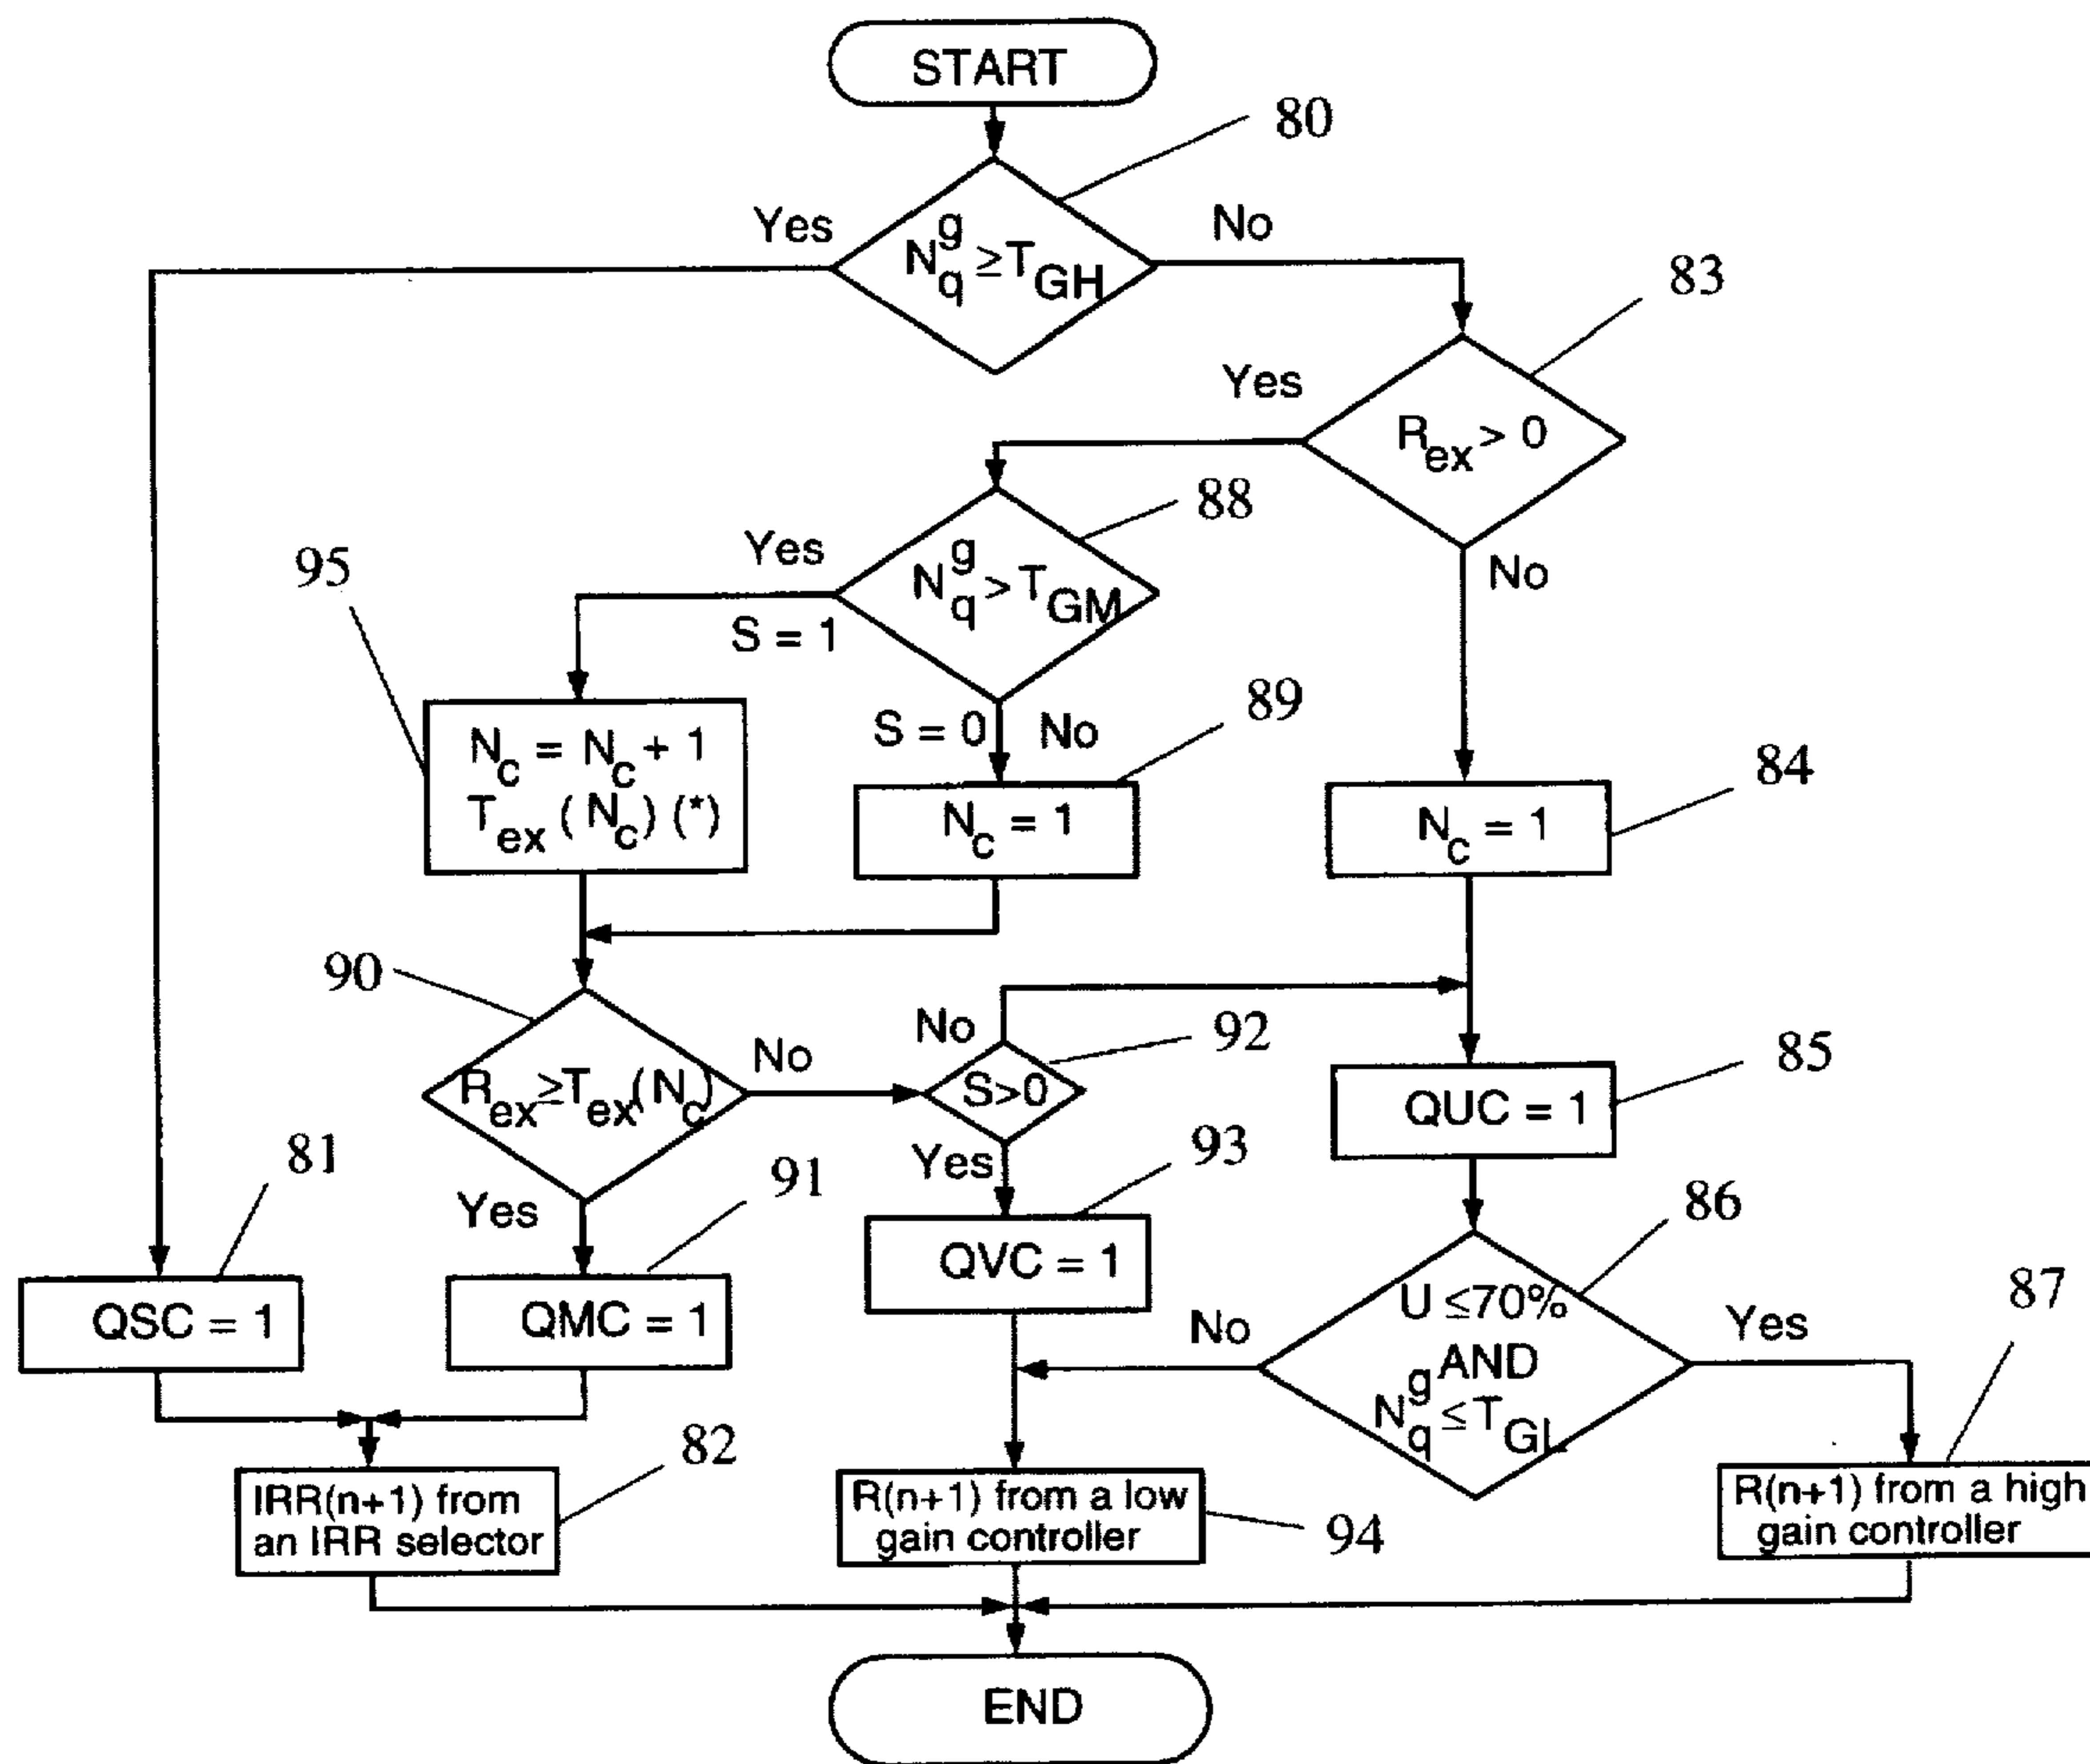 START
80
Yes
No
N_q^g ≥ T_GH
83
Yes
R_ex > 0
88
Yes
N_q^g > T_GM
No
95
S = 1
S = 0
No
89
N_c = N_c + 1
T_ex ( N_c ) (*)
N_c = 1
84
N_c = 1
90
No
No
92
R_ex ≥ T_ex(N_c)
S>0
85
QUC = 1
81
Yes
91
Yes
93
86
QSC = 1
QMC = 1
QVC = 1
U ≤70%
AND
N_q^g ≤ T_GL
No
Yes
87
82
IRR(n+1) from
an IRR selector
R(n+1) from a low
gain controller
94
R(n+1) from a high
gain controller
END